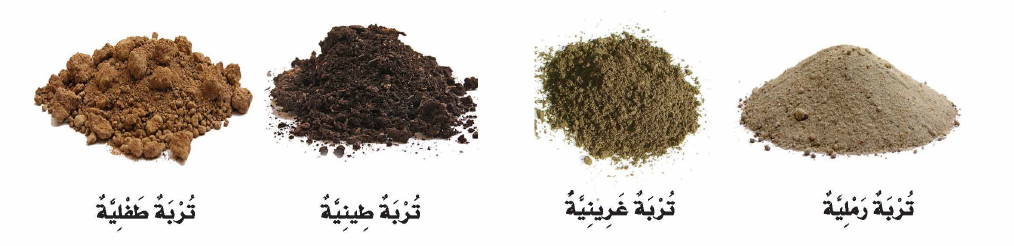 تُرْبَةٌ رَمْلِيَّةٌ
تُرْبَةٌ غَرِينِيَّةٌ
تُرْبَةٌ طِينِيَّةٌ
تُرْبَةٌ طَفْلِيَّةٌ